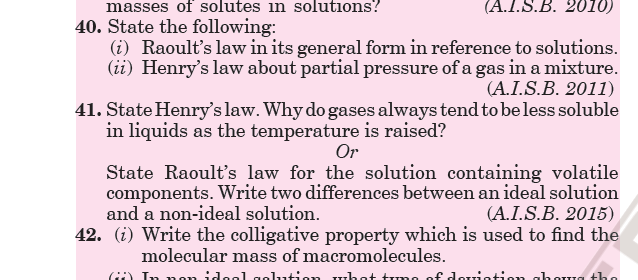 masses of solutes in solutions? (A.I.S.B. 2010)
40. State the following:
(i) Raoult's law in its general form in reference to solutions.
(ii) Henry's law about partial pressure of a gas in a mixture.
(A.I.S.B. 2011)
41. State Henry's law. Why do gases always tend to be less soluble
in liquids as the temperature is raised?
Or
State Raoult's law for the solution containing volatile
components. Write two differences between an ideal solution
and a non-ideal solution. (A.I.S.B. 2015)
42. (i) Write the colligative property which is used to find the
molecular mass of macromolecules.
(ii) In non-ideal solution, what type of deviation shows the